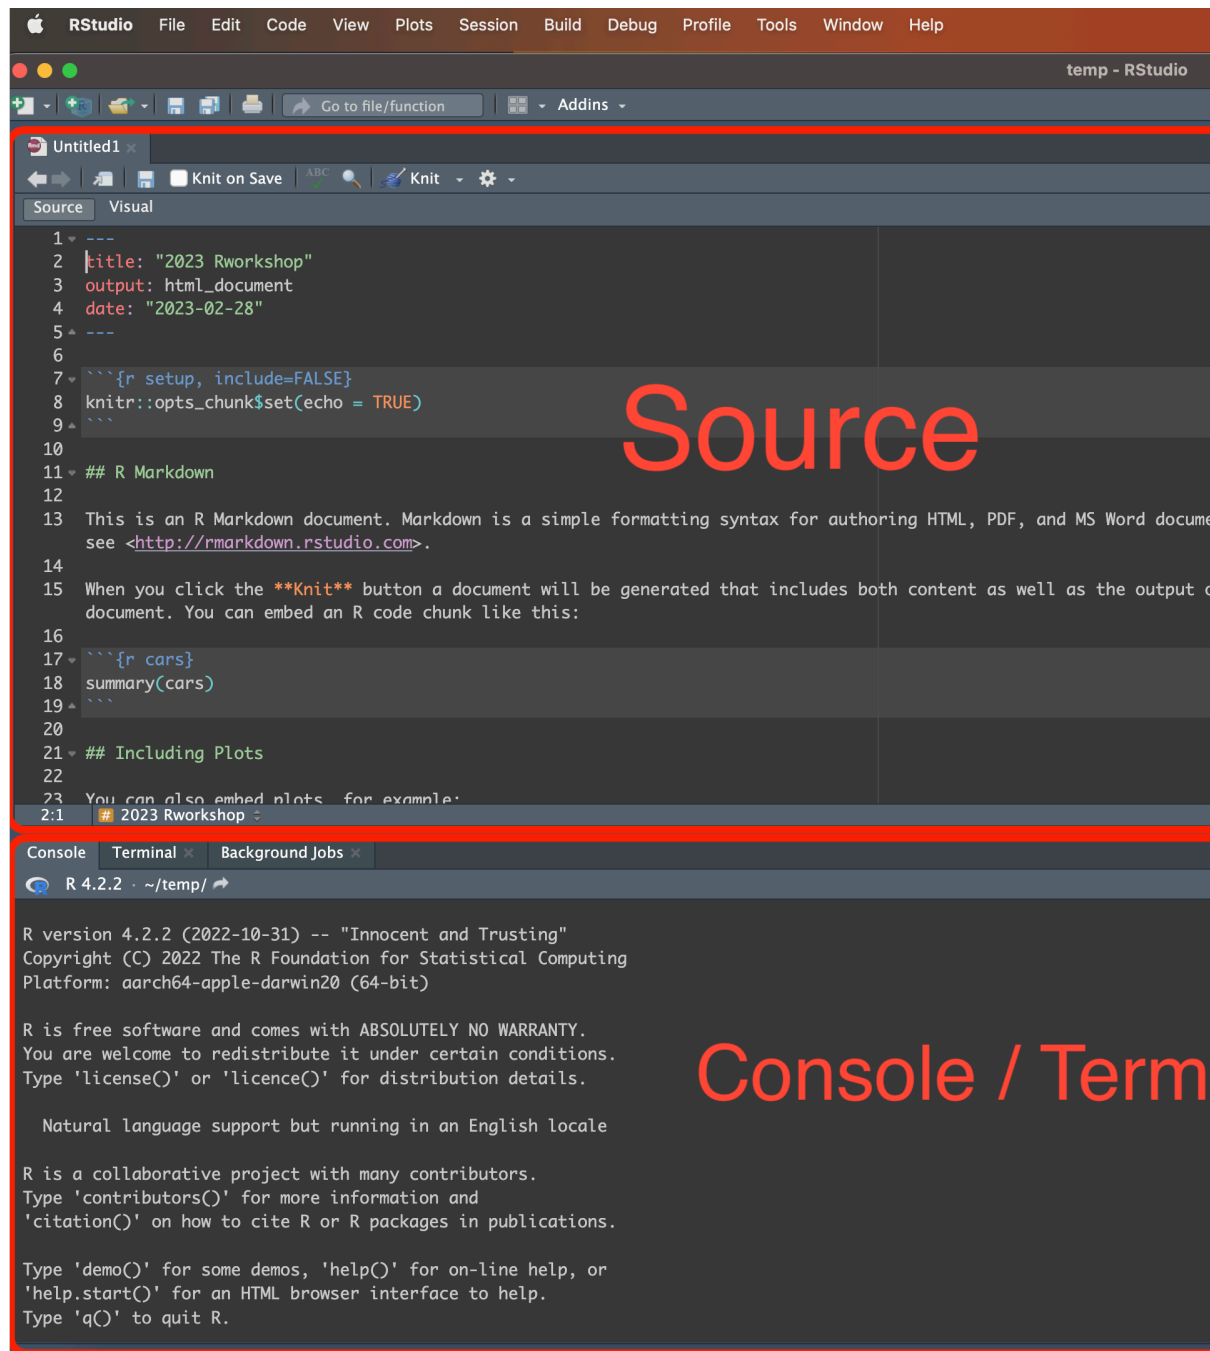 RStudio File Edit Code View Plots Session Build Debug Profile Tools Window Help
temp - RStudio
Go to file/function Addins
Untitled1
Knit on Save ABC Knit
Source Visual
1 ---
2 title: "2023 Rworkshop"
3 output: html_document
4 date: "2023-02-28"
5 ---
6
7 ```{r setup, include=FALSE}
8 knitr::opts_chunk$set(echo = TRUE)
9 ```
Source
10
11 ## R Markdown
12
13 This is an R Markdown document. Markdown is a simple formatting syntax for authoring HTML, PDF, and MS Word docume
see <http://rmarkdown.rstudio.com>.
14
15 When you click the **Knit** button a document will be generated that includes both content as well as the output
document. You can embed an R code chunk like this:
16
17 ```{r cars}
18 summary(cars)
19 ```
20
21 ## Including Plots
22
23 You can also embed plots, for example:
2:1 # 2023 Rworkshop
Console Terminal Background Jobs
R 4.2.2 · ~/temp/
R version 4.2.2 (2022-10-31) -- "Innocent and Trusting"
Copyright (C) 2022 The R Foundation for Statistical Computing
Platform: aarch64-apple-darwin20 (64-bit)
R is free software and comes with ABSOLUTELY NO WARRANTY.
You are welcome to redistribute it under certain conditions.
Type 'license()' or 'licence()' for distribution details.
Console / Term
Natural language support but running in an English locale
R is a collaborative project with many contributors.
Type 'contributors()' for more information and
'citation()' on how to cite R or R packages in publications.
Type 'demo()' for some demos, 'help()' for on-line help, or
'help.start()' for an HTML browser interface to help.
Type 'q()' to quit R.